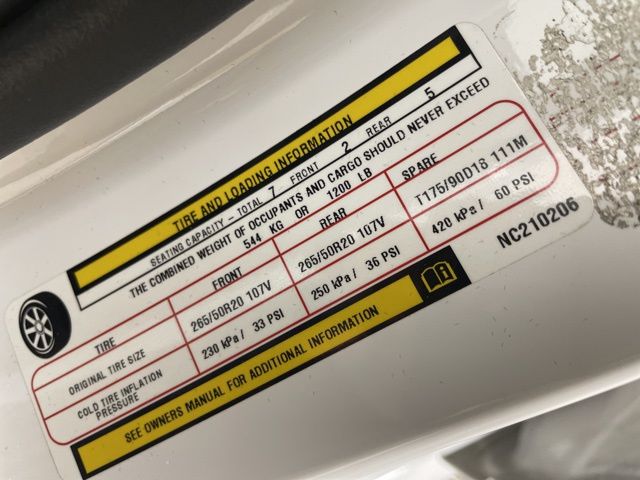 TIRE AND LOADING INFORMATION
SEATING CAPACITY - TOTAL 7 FRONT 2 REAR 5
THE COMBINED WEIGHT OF OCCUPANTS AND CARGO SHOULD NEVER EXCEED
544 KG OR 1200 LB
TIRE FRONT REAR SPARE
ORIGINAL TIRE SIZE 265/50R20 107V 265/50R20 107V T175/90D18 111M
COLD TIRE INFLATION
PRESSURE 230 kPa / 33 PSI 250 kPa / 36 PSI 420 kPa / 60 PSI
SEE OWNERS MANUAL FOR ADDITIONAL INFORMATION
NC210206